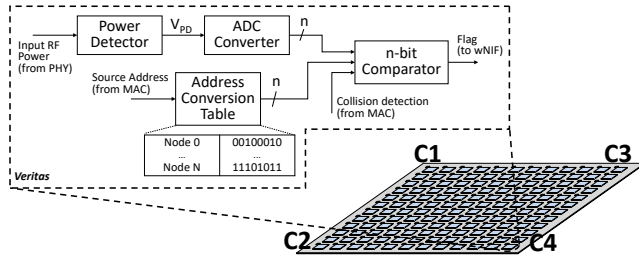 Power
Detector
V_PD
ADC
Converter
n
n-bit
Comparator
Flag
(to wNIF)
Input RF
Power
(from PHY)
Source Address
(from MAC)
Address
Conversion
Table
n
Collision detection
(from MAC)
Node 0 00100010
... ...
Node N 11101011
Veritas
C1
C3
C2
C4